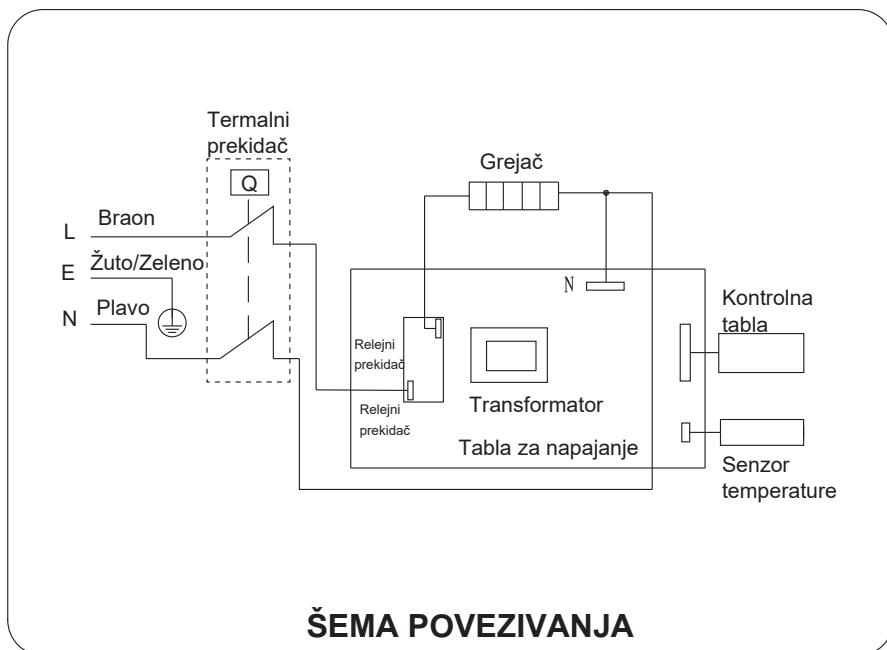 Termalni
prekidač
Q
Grejač
L
Braon
E
Žuto/Zeleno
N
Plavo
N
Kontrolna
tabla
Relejni
prekidač
Relejni
prekidač
Transformator
Tabla za napajanje
Senzor
temperature
ŠEMA POVEZIVANJA